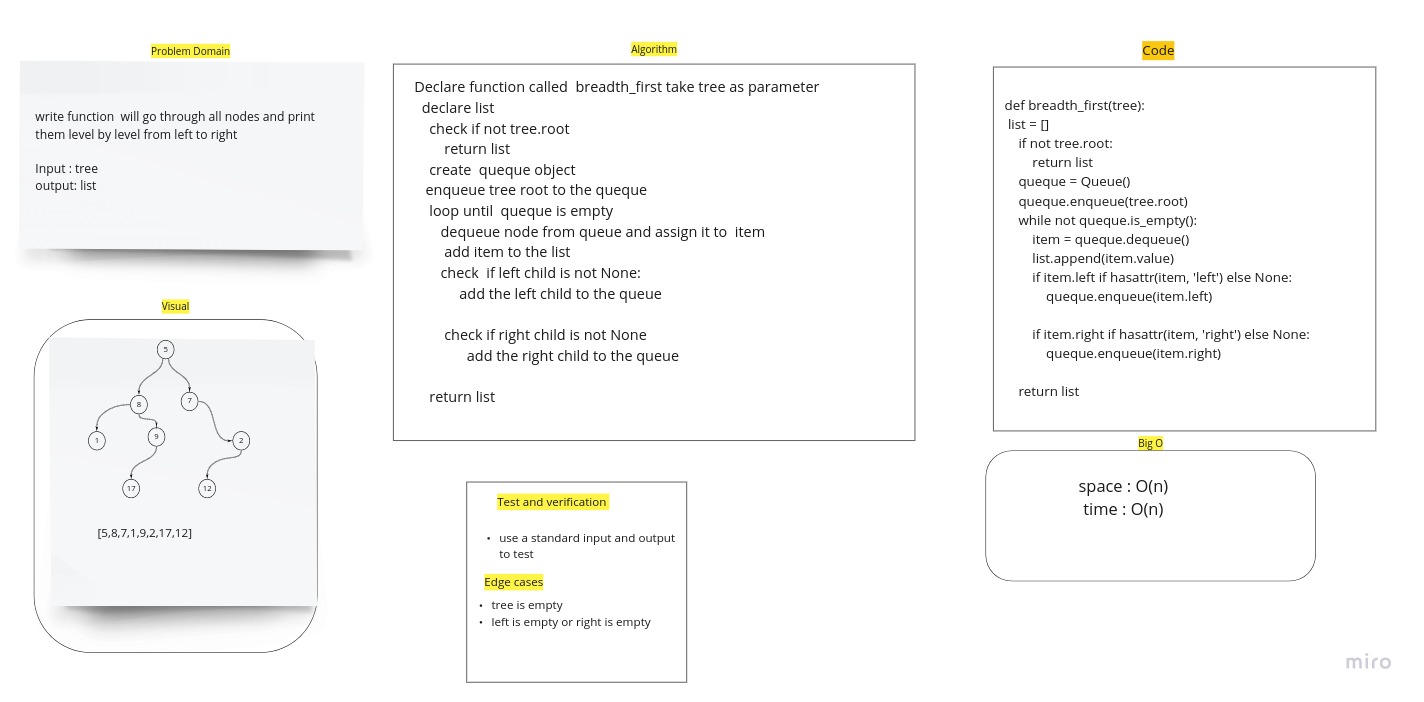 Problem Domain
write function will go through all nodes and print
them level by level from left to right
Input : tree
output: list
Visual
5
8
7
1
9
2
17
12
[5,8,7,1,9,2,17,12]
Algorithm
Declare function called breadth_first take tree as parameter
declare list
check if not tree.root
return list
create queque object
enqueue tree root to the queque
loop until queque is empty
dequeue node from queue and assign it to item
add item to the list
check if left child is not None:
add the left child to the queue
check if right child is not None
add the right child to the queue
return list
Test and verification
• use a standard input and output
to test
Edge cases
• tree is empty
• left is empty or right is empty
Code
def breadth_first(tree):
list = []
if not tree.root:
return list
queque = Queue()
queque.enqueue(tree.root)
while not queque.is_empty():
item = queque.dequeue()
list.append(item.value)
if item.left if hasattr(item, 'left') else None:
queque.enqueue(item.left)
if item.right if hasattr(item, 'right') else None:
queque.enqueue(item.right)
return list
Big O
space : O(n)
time : O(n)
miro